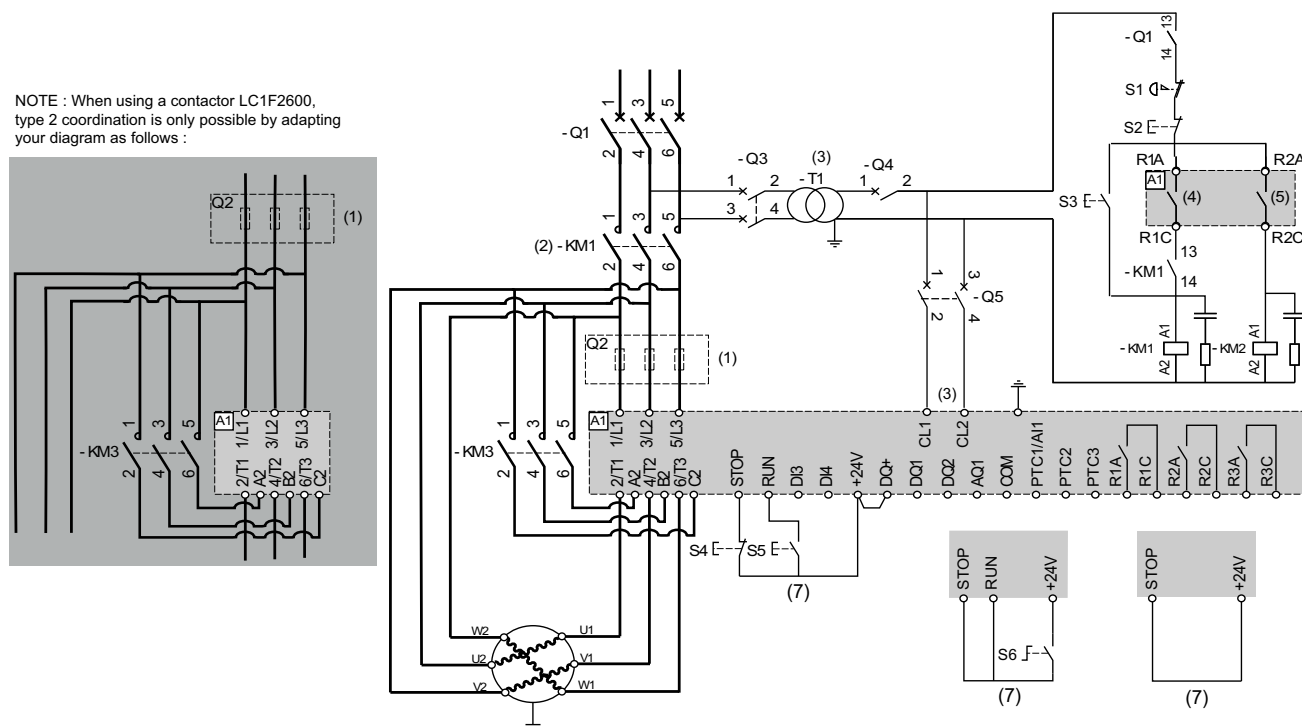 NOTE : When using a contactor LC1F2600,
type 2 coordination is only possible by adapting
your diagram as follows :
Q2
(1)
1
3
5
- KM3
2
4
6
A1
1/L1
3/L2
5/L3
2/T1
A2
4/T2
B2
6/T3
C2
1
3
5
- Q1
2
4
6
1
3
5
(2) - KM1
2
4
6
- Q3
1
2
3
4
(3)
- T1
- Q4
1
2
1
3
- Q5
2
4
Q2
(1)
1
3
5
- KM3
2
4
6
13
- Q1
14
S1
S2
S3
R1A
R2A
A1
(4)
(5)
R1C
R2C
13
- KM1
14
A1
- KM1
A2
A1
- KM2
A2
(3)
A1
1/L1
3/L2
5/L3
2/T1
A2
4/T2
B2
6/T3
C2
CL1
CL2
STOP
RUN
DI3
DI4
+24V
DQ+
DQ1
DQ2
AQ1
COM
PTC1/AI1
PTC2
PTC3
R1A
R1C
R2A
R2C
R3A
R3C
S4
S5
(7)
W2
U1
U2
V1
V2
W1
STOP
RUN
+24V
S6
(7)
STOP
+24V
(7)